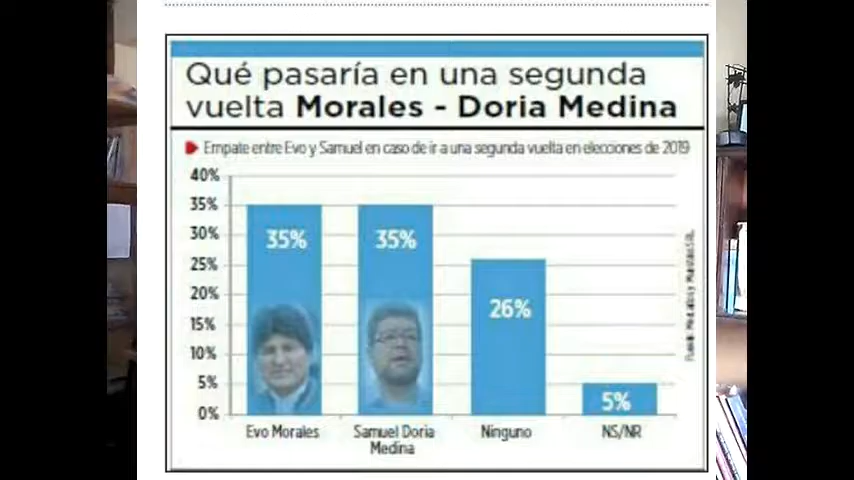 Qué pasaría en una segunda
vuelta Morales - Doria Medina
Empate entre Evo y Samuel en caso de ir a una segunda vuelta en elecciones de 2019
40%
35%
30%
25%
20%
15%
10%
5%
0%
35%
35%
26%
5%
Evo Morales
Samuel Doria
Medina
Ninguno
NS/NR